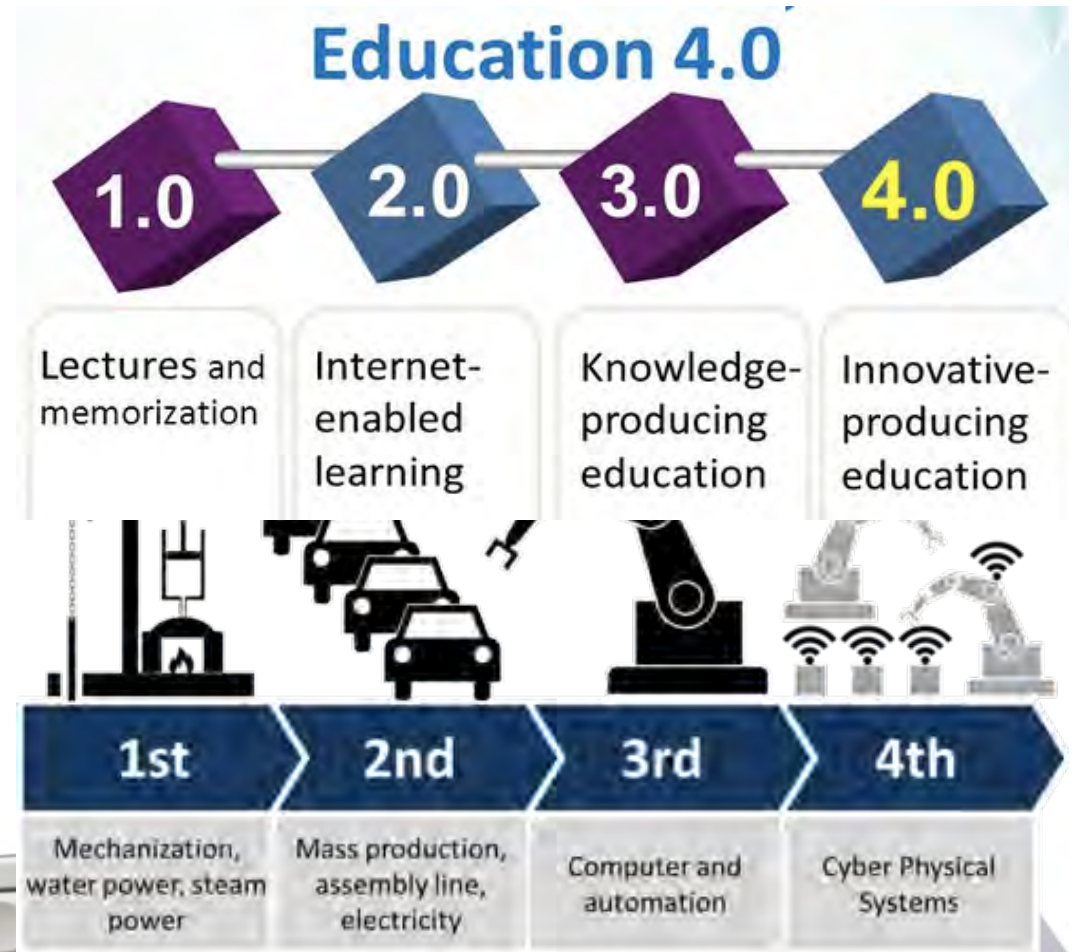 Education 4.0
1.0
2.0
3.0
4.0
Lectures and
memorization
Internet-
enabled
learning
Knowledge-
producing
education
Innovative-
producing
education
1st
2nd
3rd
4th
Mechanization,
water power, steam
power
Mass production,
assembly line,
electricity
Computer and
automation
Cyber Physical
Systems